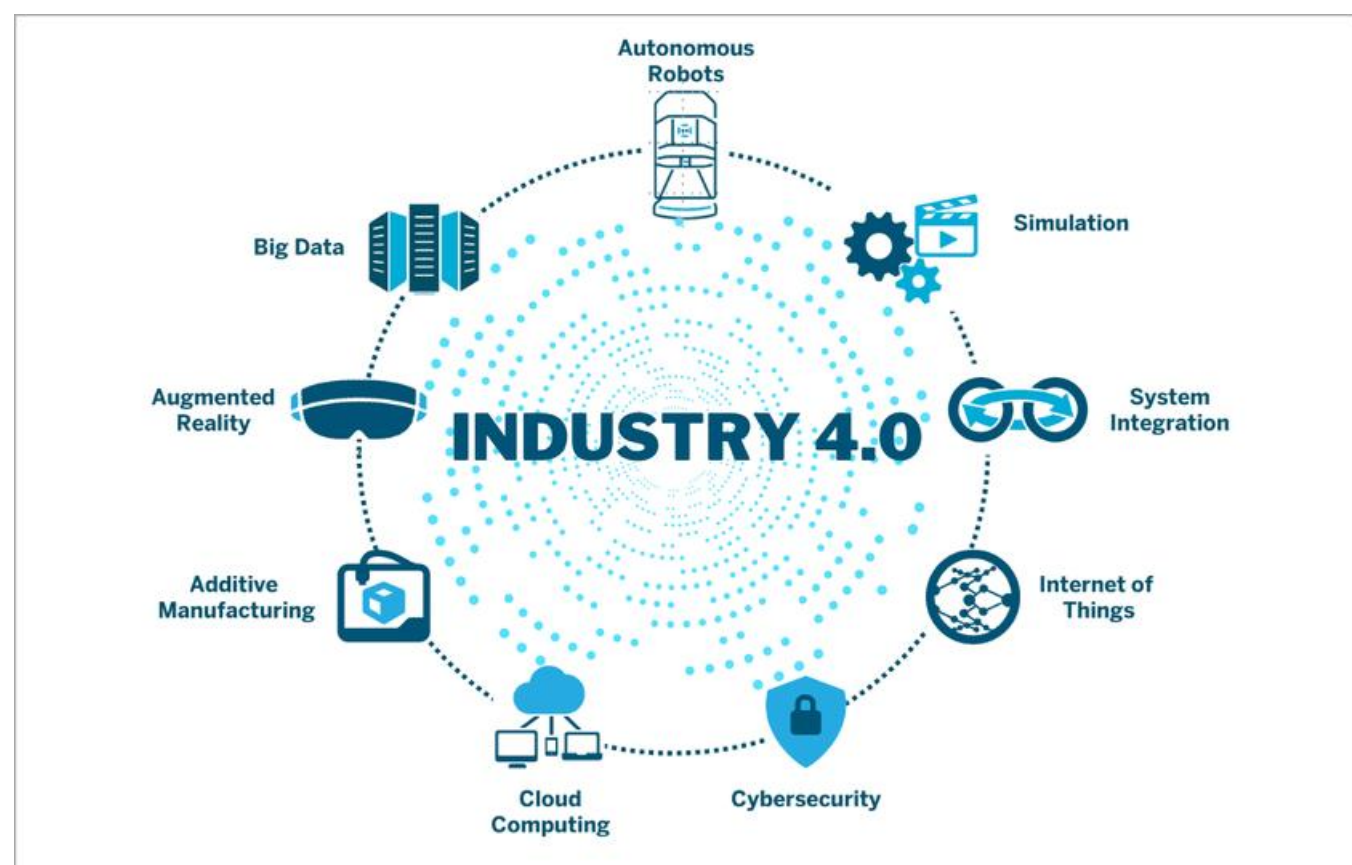 Autonomous
Robots
Simulation
Big Data
System
Integration
Augmented
Reality
INDUSTRY 4.0
Internet of
Things
Additive
Manufacturing
Cybersecurity
Cloud
Computing